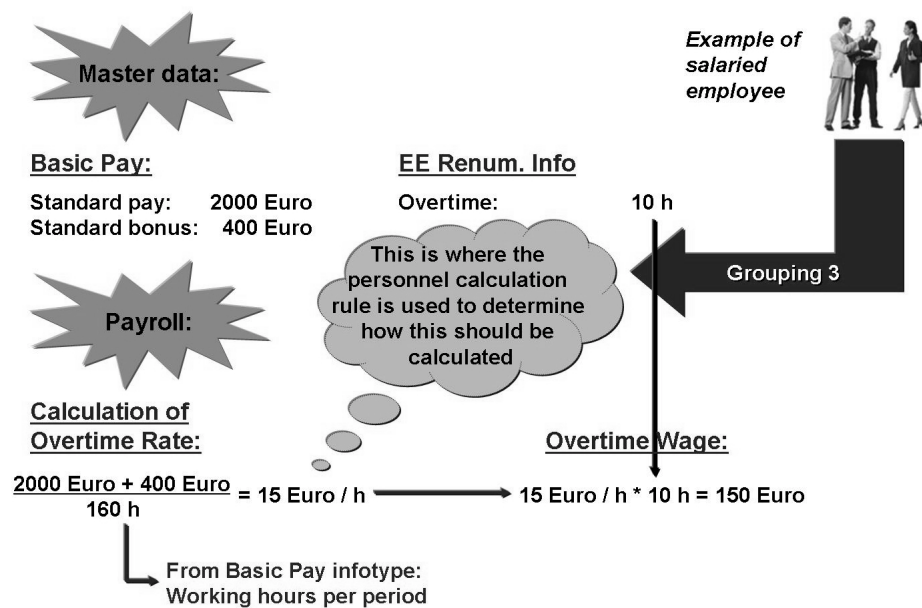 Master data:
Example of
salaried
employee
Basic Pay:
Standard pay: 2000 Euro
Standard bonus: 400 Euro
EE Renum. Info
Overtime: 10 h
This is where the
personnel calculation
rule is used to determine
how this should be
calculated
Grouping 3
Payroll:
Calculation of
Overtime Rate:
2000 Euro + 400 Euro
160 h
= 15 Euro / h
Overtime Wage:
15 Euro / h * 10 h = 150 Euro
From Basic Pay infotype:
Working hours per period